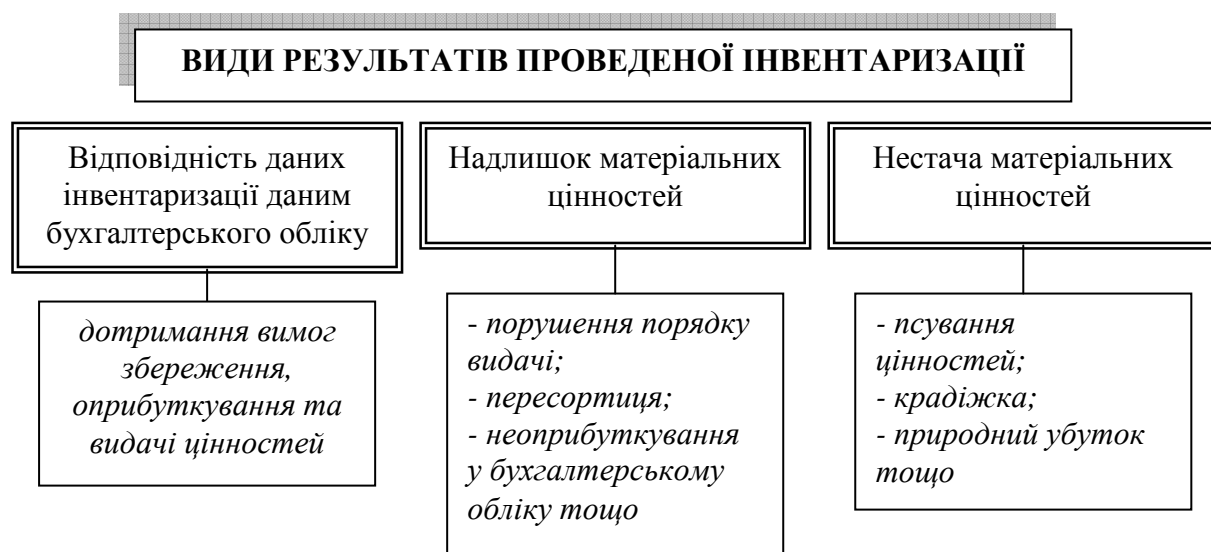 ВИДИ РЕЗУЛЬТАТІВ ПРОВЕДЕНОЇ ІНВЕНТАРИЗАЦІЇ
Відповідність даних
інвентаризації даним
бухгалтерського обліку
дотримання вимог
збереження,
оприбуткування та
видачі цінностей
Надлишок матеріальних
цінностей
- порушення порядку
видачі;
- пересортиця;
- неоприбуткування
у бухгалтерському
обліку тощо
Нестача матеріальних
цінностей
- псування
цінностей;
- крадіжка;
- природний убуток
тощо